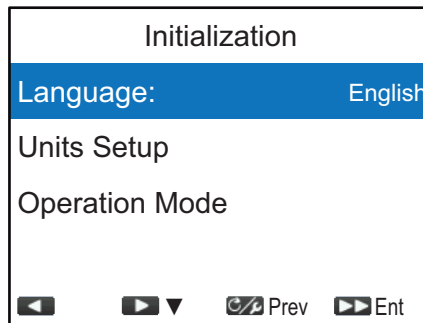 Initialization
Language: English
Units Setup
Operation Mode
Prev Ent